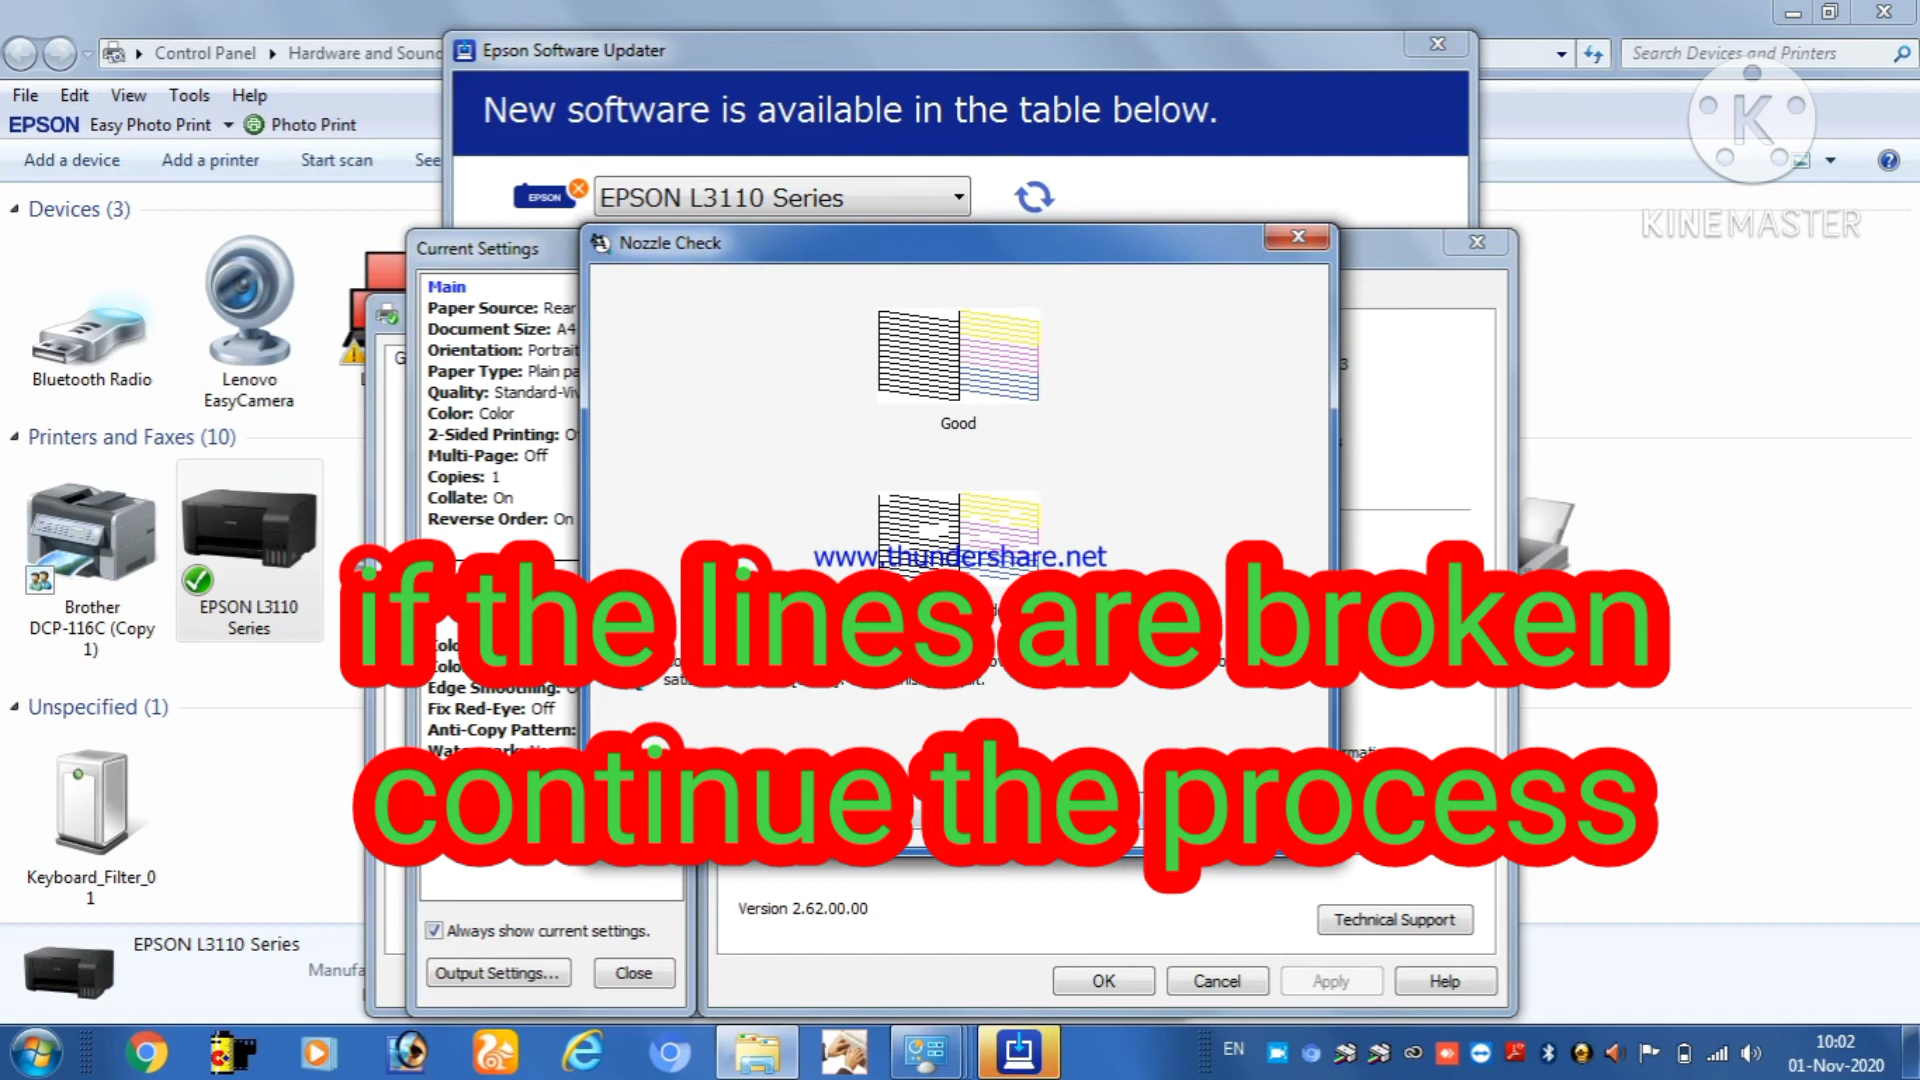 Control Panel
Hardware and Sound
Search Devices and Printers
File Edit View Tools Help
EPSON Easy Photo Print Photo Print
Add a device Add a printer Start scan See
Devices (3)
Bluetooth Radio
Lenovo
EasyCamera
Printers and Faxes (10)
Brother
DCP-116C (Copy
1)
EPSON L3110
Series
Unspecified (1)
Keyboard_Filter_0
1
EPSON L3110 Series
Manufa
Epson Software Updater
New software is available in the table below.
EPSON
EPSON L3110 Series
K
KINEMASTER
Current Settings
Main
Paper Source: Rear
Document Size: A4
Orientation: Portrait
Paper Type: Plain pa
Quality: Standard-Viv
Color: Color
2-Sided Printing: O
Multi-Page: Off
Copies: 1
Collate: On
Reverse Order: On
Edge Smoothing:
Fix Red-Eye: Off
Anti-Copy Pattern:
Always show current settings.
Output Settings...
Close
Nozzle Check
Good
www.thundershare.net
if the lines are broken
continue the process
Version 2.62.00.00
Technical Support
OK
Cancel
Apply
Help
EN
10:02
01-Nov-2020